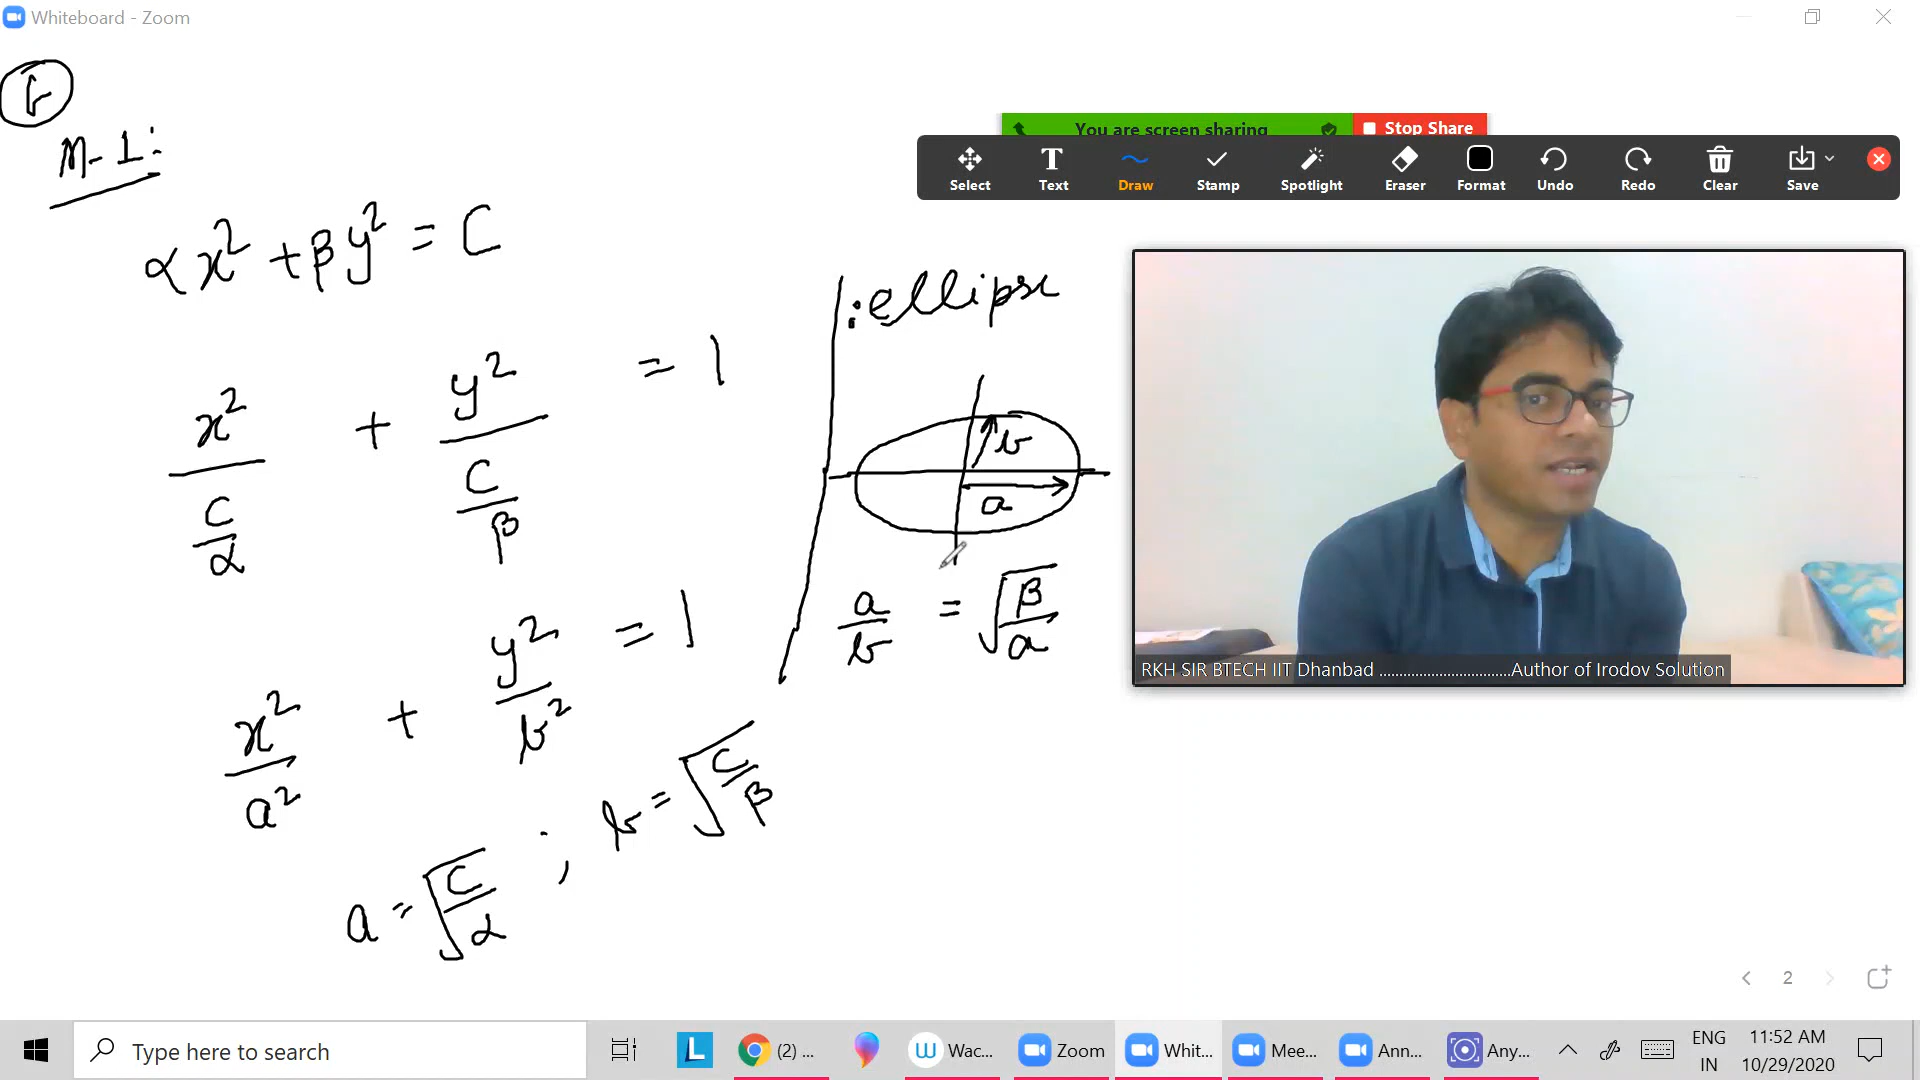 Whiteboard - Zoom
M-1:
αx² + βy² = C
x² / (C/α) + y² / (C/β) = 1
x²/a² + y²/b² = 1
a = √(C/α) ; b = √(C/β)
: ellipse
b
a
a/b = √(β/α)
You are screen sharing
Stop Share
Select Text Draw Stamp Spotlight Eraser Format Undo Redo Clear Save
RKH SIR BTECH IIT Dhanbad ................................Author of Irodov Solution
2
Type here to search
L
(2) ...
W Wac...
Zoom
Whit...
Mee...
Ann...
Any...
ENG
IN
11:52 AM
10/29/2020